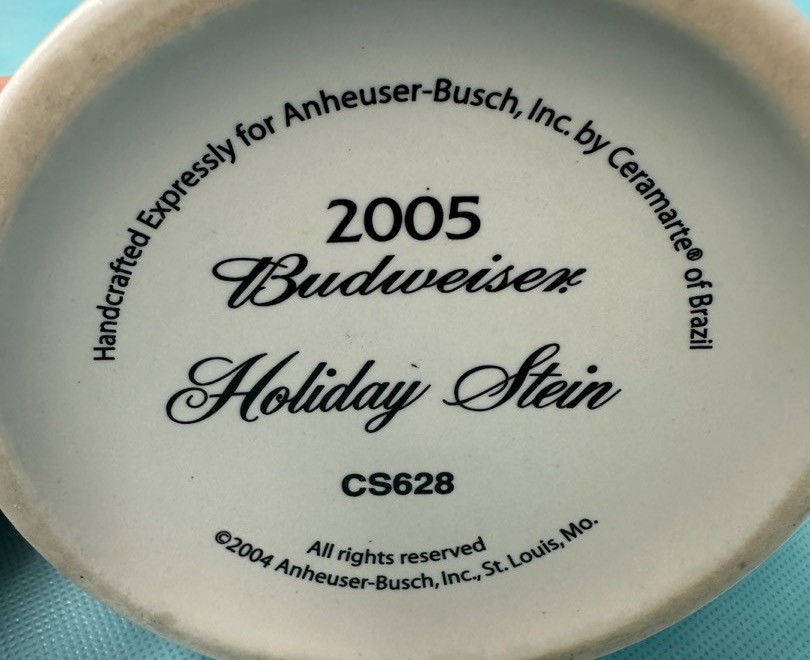 Handcrafted Expressly for Anheuser-Busch, Inc. by Ceramarte® of Brazil
2005
Budweiser
Holiday Stein
CS628
All rights reserved
©2004 Anheuser-Busch, Inc., St. Louis, Mo.